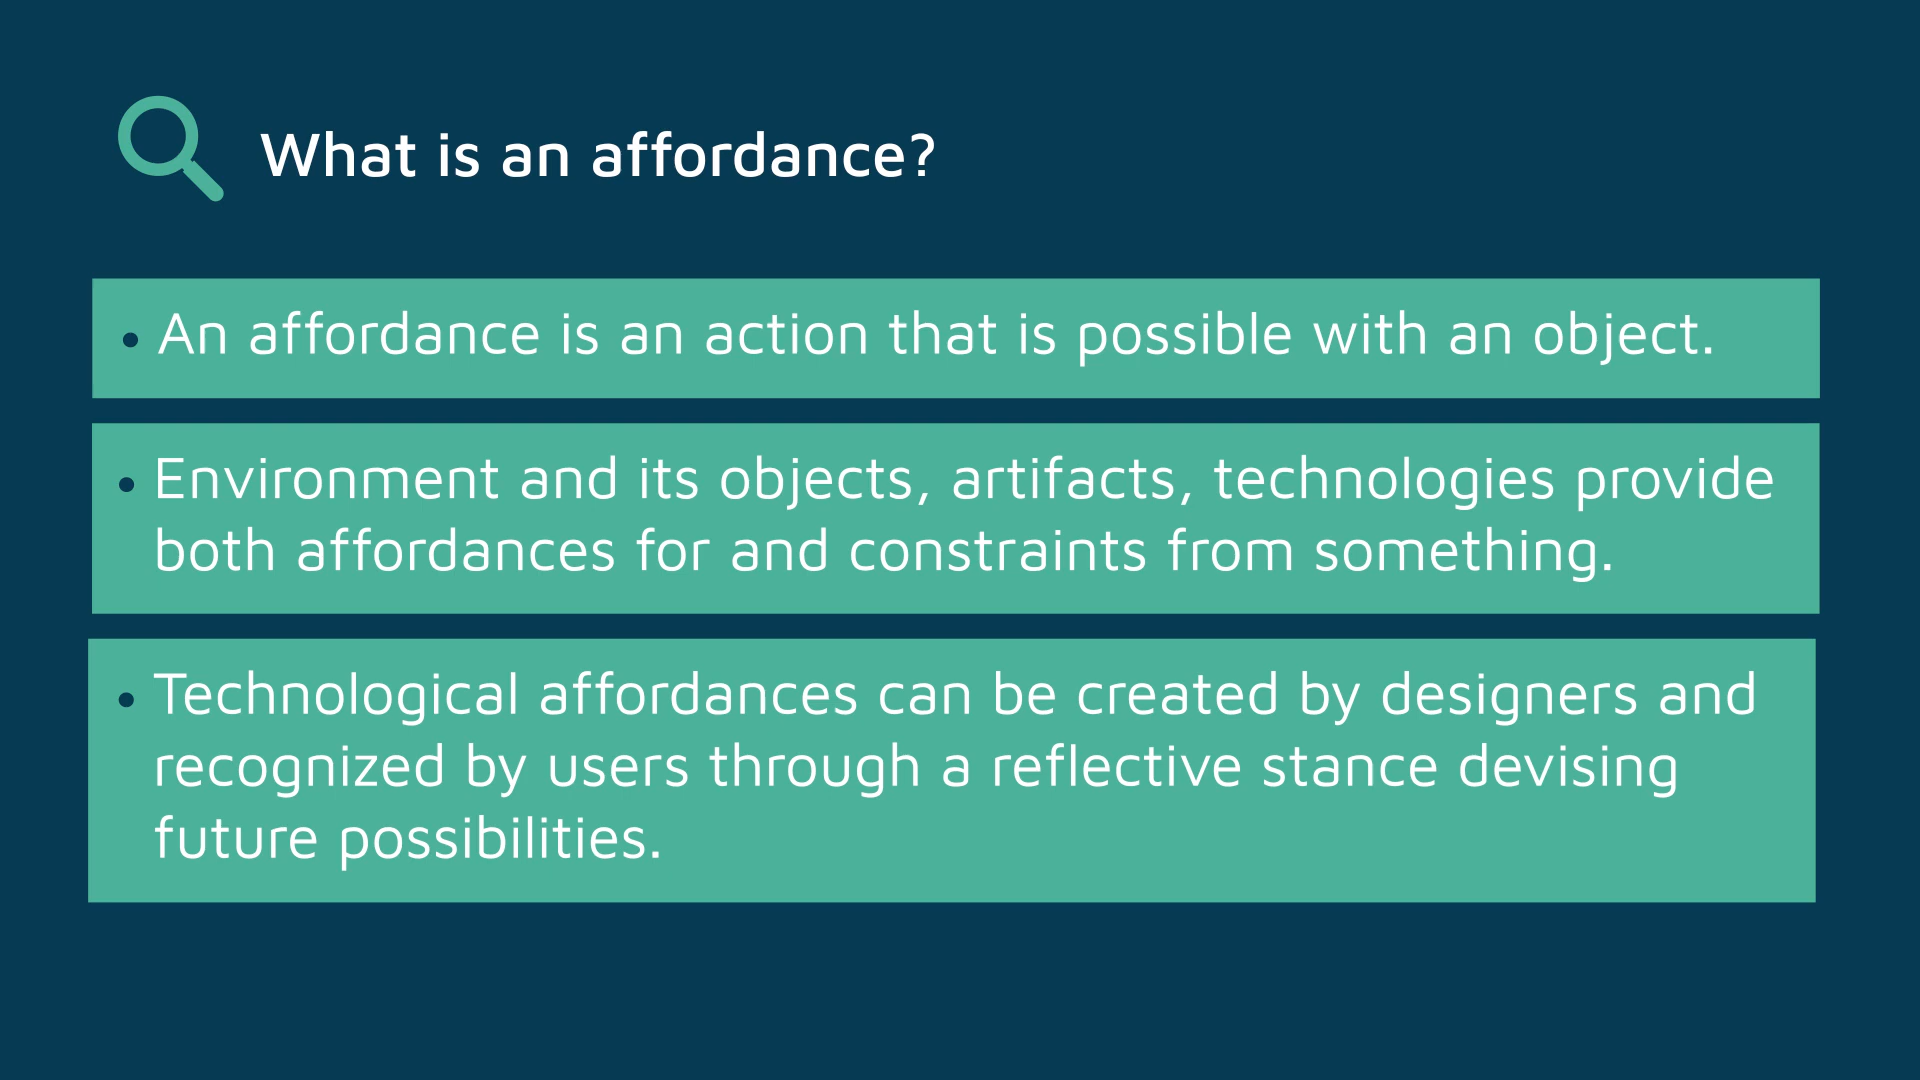 What is an affordance?
• An affordance is an action that is possible with an object.
• Environment and its objects, artifacts, technologies provide
both affordances for and constraints from something.
• Technological affordances can be created by designers and
recognized by users through a reflective stance devising
future possibilities.